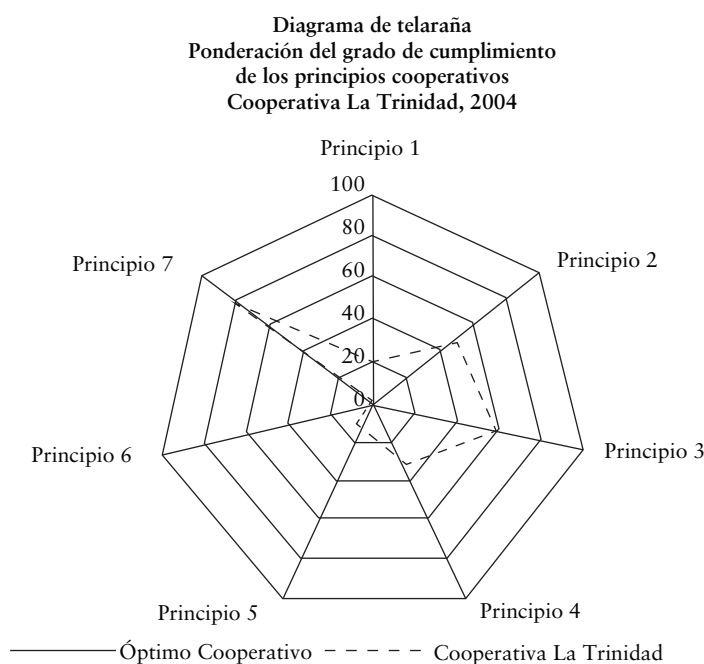 Diagrama de telaraña
Ponderación del grado de cumplimiento
de los principios cooperativos
Cooperativa La Trinidad, 2004
Principio 1
100
80
60
40
20
0
Principio 2
Principio 3
Principio 4
Principio 5
Principio 6
Principio 7
Óptimo Cooperativo
Cooperativa La Trinidad